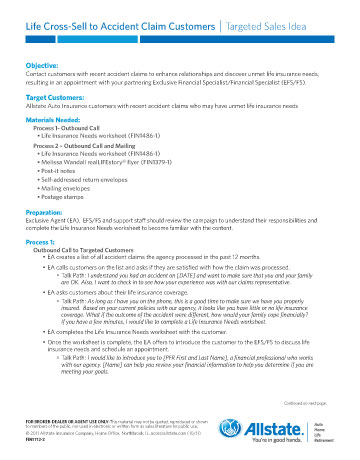 Life Cross-Sell to Accident Claim Customers | Targeted Sales Idea
Objective:
Contact customers with recent accident claims to enhance relationships and discover unmet life insurance needs,
resulting in an appointment with your partnering Exclusive Financial Specialist/Financial Specialist (EFS/FS).
Target Customers:
Allstate Auto Insurance customers with recent accident claims who may have unmet life insurance needs
Materials Needed:
Process 1- Outbound Call
• Life Insurance Needs worksheet (FIN1486-1)
Process 2 – Outbound Call and Mailing
• Life Insurance Needs worksheet (FIN1486-1)
• Melissa Wandall realLIFEstory® flyer (FIN1379-1)
• Post-it notes
• Self-addressed return envelopes
• Mailing envelopes
• Postage stamps
Preparation:
Exclusive Agent (EA), EFS/FS and support staff should review the campaign to understand their responsibilities and
complete the Life Insurance Needs worksheet to become familiar with the content.
Process 1:
Outbound Call to Targeted Customers
• EA creates a list of all accident claims the agency processed in the past 12 months.
• EA calls customers on the list and asks if they are satisfied with how the claim was processed.
• Talk Path: I understand you had an accident on [DATE] and want to make sure that you and your family
are OK. Also, I want to check in to see how your experience was with our claims representative.
• EA asks customers about their life insurance coverage.
• Talk Path: As long as I have you on the phone, this is a good time to make sure we have you properly
insured. Based on your current policies with our agency, it looks like you have little or no life insurance
coverage. What if the outcome of the accident were different, how would your family cope financially?
If you have a few minutes, I would like to complete a Life Insurance Needs worksheet.
• EA completes the Life Insurance Needs worksheet with the customer.
• Once the worksheet is complete, the EA offers to introduce the customer to the EFS/FS to discuss life
insurance needs and schedule an appointment.
• Talk Path: I would like to introduce you to [PFR First and Last Name], a financial professional who works
with our agency. [Name] can help you review your financial information to help you determine if you are
meeting your goals.
Continued on next page.
FOR BROKER DEALER OR AGENT USE ONLY. This material may not be quoted, reproduced or shown
to members of the public, nor used in electronic or written form as sales literature for public use.
© 2011 Allstate Insurance Company, Home Office, Northbrook, IL accessallstate.com (10/11)
FIN1712-2
Allstate.
You're in good hands.
Auto
Home
Life
Retirement